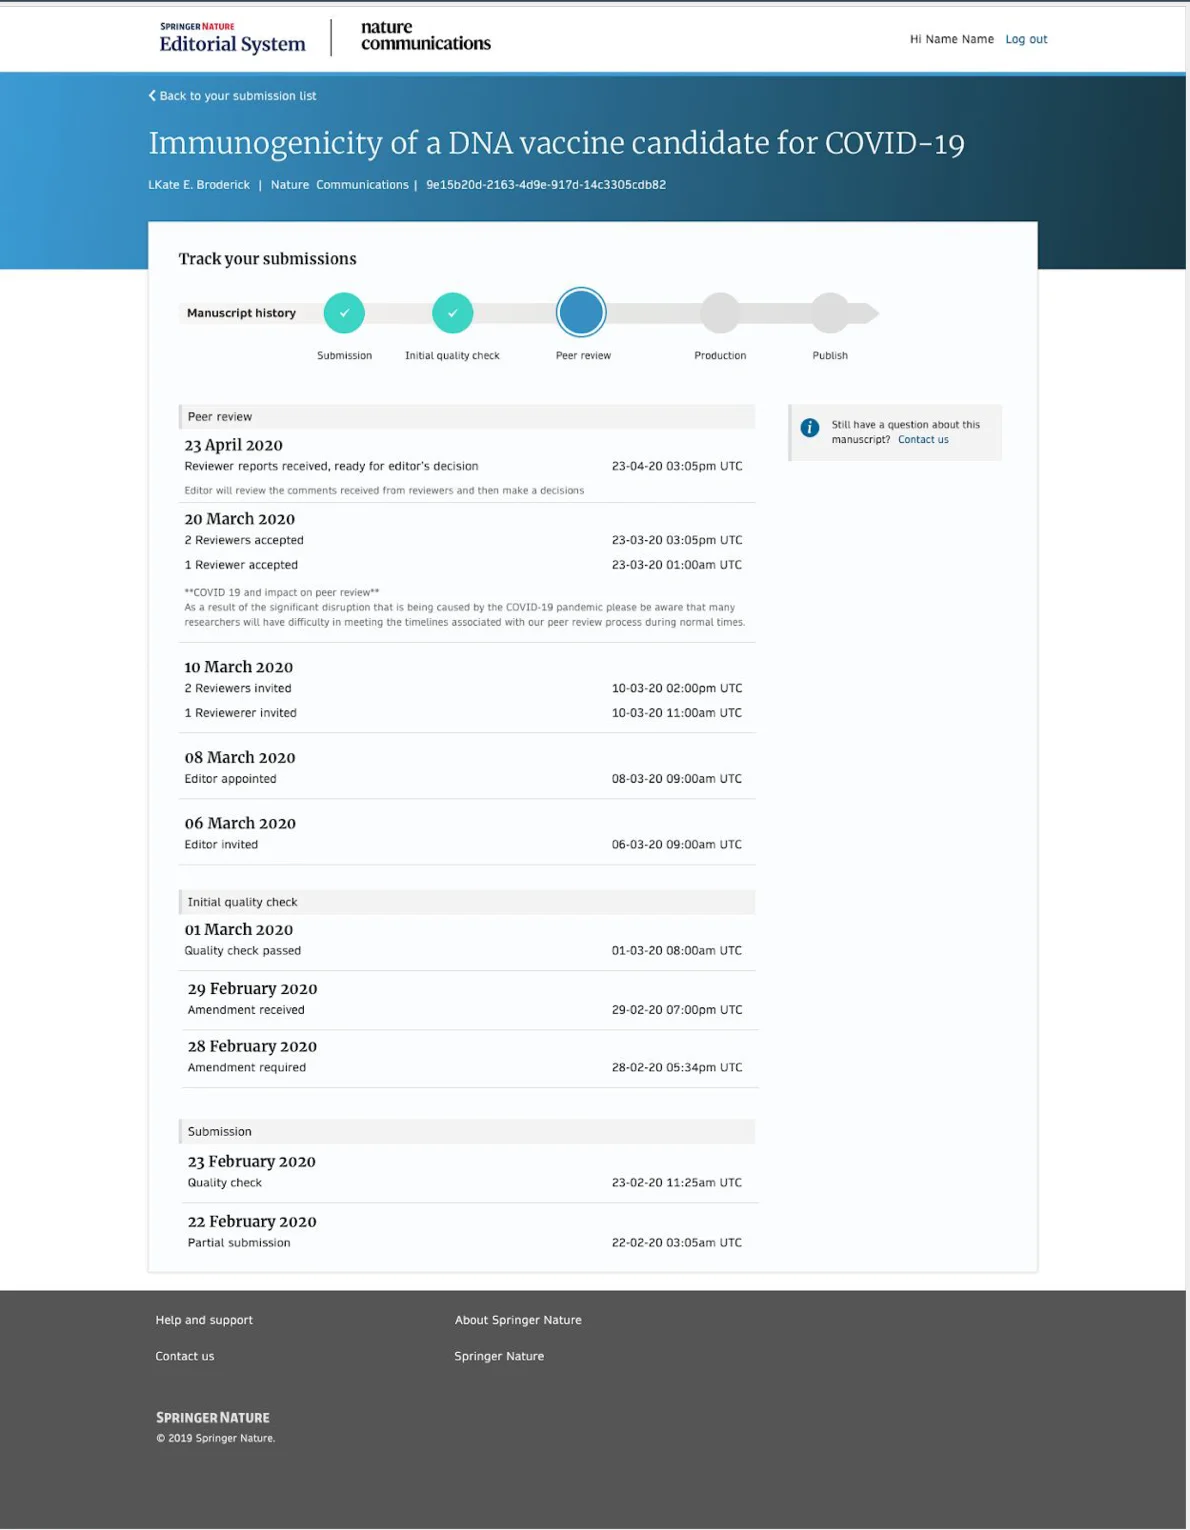 SPRINGER NATURE
Editorial System
nature
communications
Hi Name Name Log out
Back to your submission list
Immunogenicity of a DNA vaccine candidate for COVID-19
LKate E. Broderick | Nature Communications | 9e15b20d-2163-4d9e-917d-14c3305cdb82
Track your submissions
Manuscript history
Submission Initial quality check Peer review Production Publish
Peer review
23 April 2020
Reviewer reports received, ready for editor's decision 23-04-20 03:05pm UTC
Editor will review the comments received from reviewers and then make a decisions
20 March 2020
2 Reviewers accepted 23-03-20 03:05pm UTC
1 Reviewer accepted 23-03-20 01:00am UTC
**COVID 19 and impact on peer review**
As a result of the significant disruption that is being caused by the COVID-19 pandemic please be aware that many
researchers will have difficulty in meeting the timelines associated with our peer review process during normal times.
10 March 2020
2 Reviewers invited 10-03-20 02:00pm UTC
1 Reviewerer invited 10-03-20 11:00am UTC
08 March 2020
Editor appointed 08-03-20 09:00am UTC
06 March 2020
Editor invited 06-03-20 09:00am UTC
Initial quality check
01 March 2020
Quality check passed 01-03-20 08:00am UTC
29 February 2020
Amendment received 29-02-20 07:00pm UTC
28 February 2020
Amendment required 28-02-20 05:34pm UTC
Submission
23 February 2020
Quality check 23-02-20 11:25am UTC
22 February 2020
Partial submission 22-02-20 03:05am UTC
Still have a question about this
manuscript? Contact us
Help and support About Springer Nature
Contact us Springer Nature
SPRINGER NATURE
© 2019 Springer Nature.